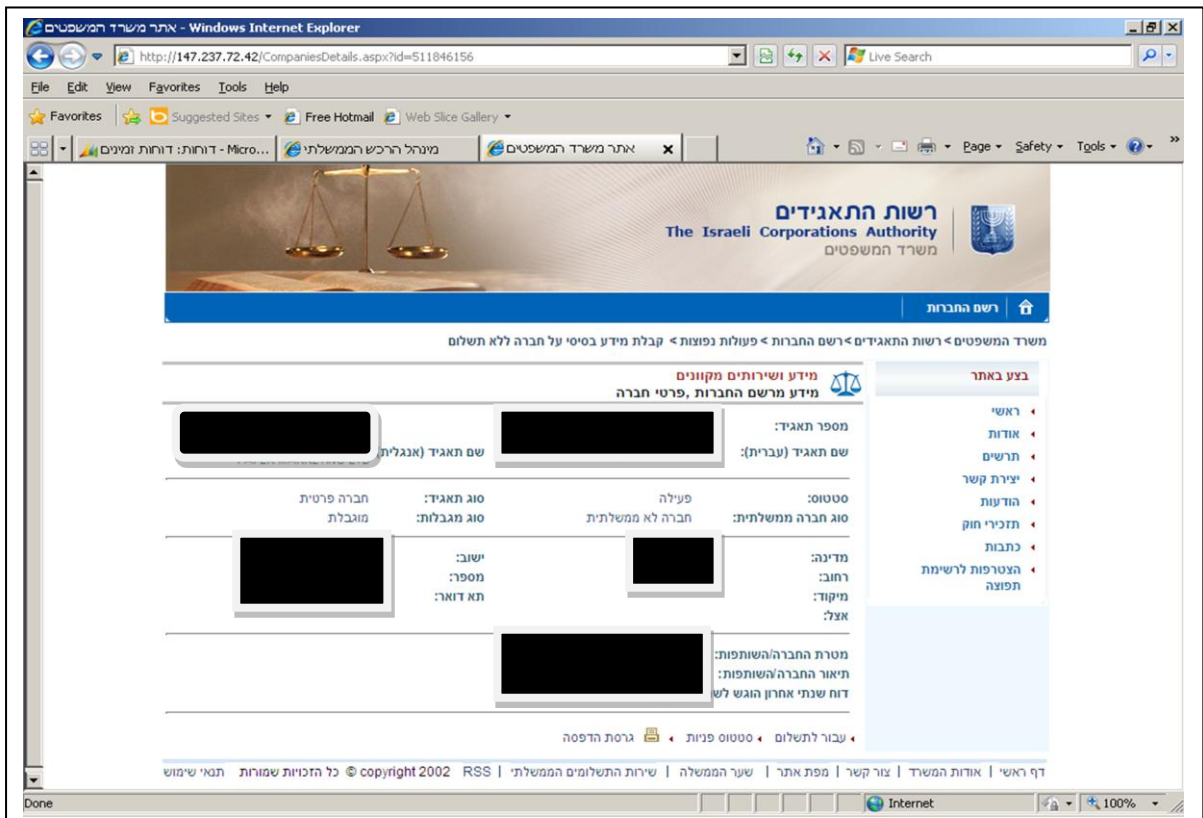 אתר משרד המשפטים - Windows Internet Explorer
http://147.237.72.42/CompaniesDetails.aspx?id=511846156
Live Search
File Edit View Favorites Tools Help
Favorites Suggested Sites Free Hotmail Web Slice Gallery
דוחות: דוחות זמינים - Micro...
מינהל הרכש הממשלתי
אתר משרד המשפטים
Page Safety Tools
רשות התאגידים
The Israeli Corporations Authority
משרד המשפטים
רשם החברות
משרד המשפטים > רשות התאגידים > רשם החברות > פעולות נפוצות > קבלת מידע בסיסי על חברה ללא תשלום
בצע באתר
ראשי
אודות
תרשים
יצירת קשר
הודעות
תזכירי חוק
כתבות
הצטרפות לרשימת
תפוצה
מידע ושירותים מקוונים
מידע מרשם החברות ,פרטי חברה
מספר תאגיד:
שם תאגיד (עברית): שם תאגיד (אנגלית)
סטטוס: פעילה סוג תאגיד: חברה פרטית
סוג חברה ממשלתית: חברה לא ממשלתית סוג מגבלות: מוגבלת
מדינה: ישוב:
רחוב: מספר:
מיקוד: תא דואר:
אצל:
מטרת החברה/השותפות:
תיאור החברה/השותפות:
דוח שנתי אחרון הוגש
עבור לתשלום סטטוס פניות גרסת הדפסה
דף ראשי | אודות המשרד | צור קשר | מפת אתר | שער הממשלה | שירות התשלומים הממשלתי | RSS copyright 2002 © כל הזכויות שמורות תנאי שימוש
Done Internet 100%